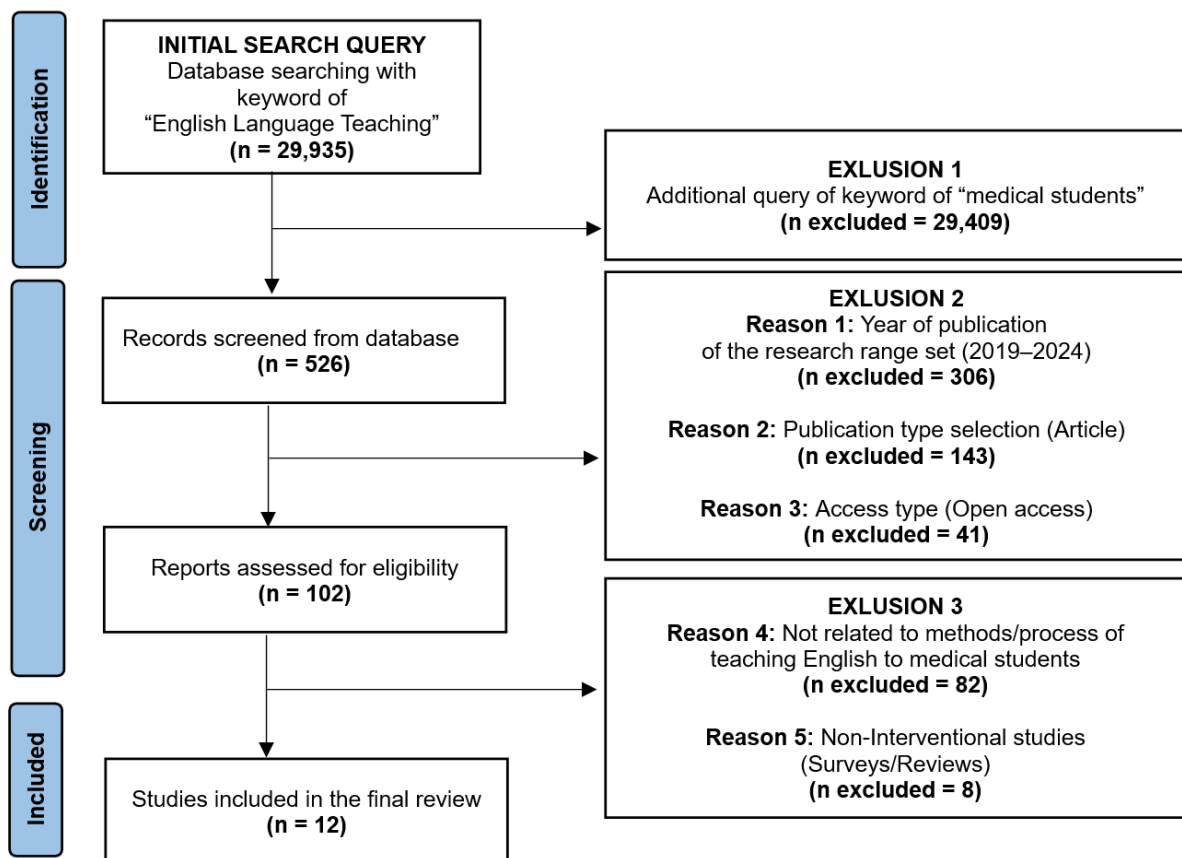 Identification
INITIAL SEARCH QUERY
Database searching with
keyword of
“English Language Teaching”
(n = 29,935)
EXLUSION 1
Additional query of keyword of “medical students”
(n excluded = 29,409)
Screening
Records screened from database
(n = 526)
EXLUSION 2
Reason 1: Year of publication
of the research range set (2019–2024)
(n excluded = 306)
Reason 2: Publication type selection (Article)
(n excluded = 143)
Reason 3: Access type (Open access)
(n excluded = 41)
Reports assessed for eligibility
(n = 102)
EXLUSION 3
Reason 4: Not related to methods/process of
teaching English to medical students
(n excluded = 82)
Reason 5: Non-Interventional studies
(Surveys/Reviews)
(n excluded = 8)
Included
Studies included in the final review
(n = 12)